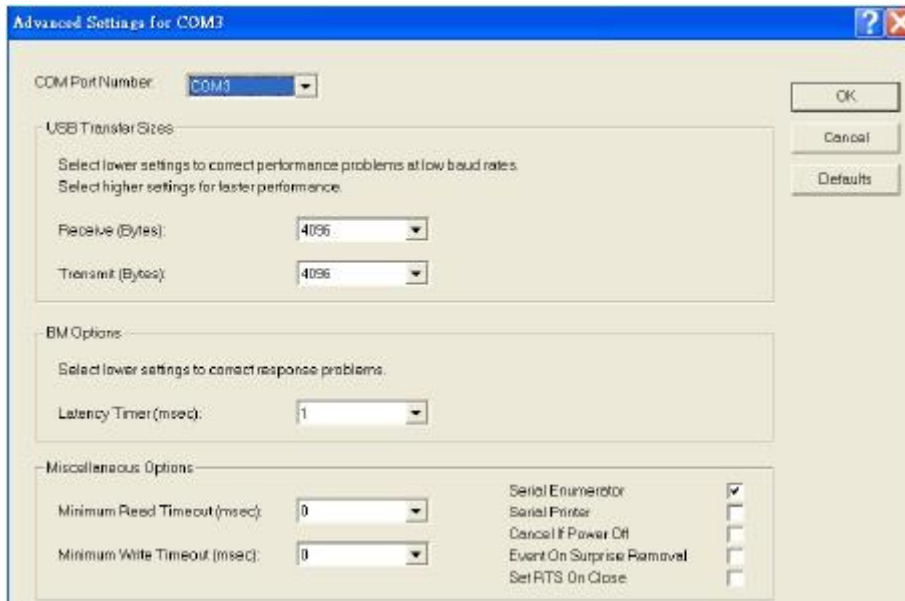 Advanced Settings for COM3
COM Port Number:
COM3
OK
Cancel
Defaults
USB Transfer Sizes
Select lower settings to correct performance problems at low baud rates.
Select higher settings for faster performance.
Receive (Bytes):
4096
Transmit (Bytes):
4096
BM Options
Select lower settings to correct response problems.
Latency Timer (msec):
1
Miscellaneous Options
Minimum Read Timeout (msec):
0
Minimum Write Timeout (msec):
0
Serial Enumerator
Serial Printer
Cancel If Power Off
Event On Surprise Removal
Set RTS On Close